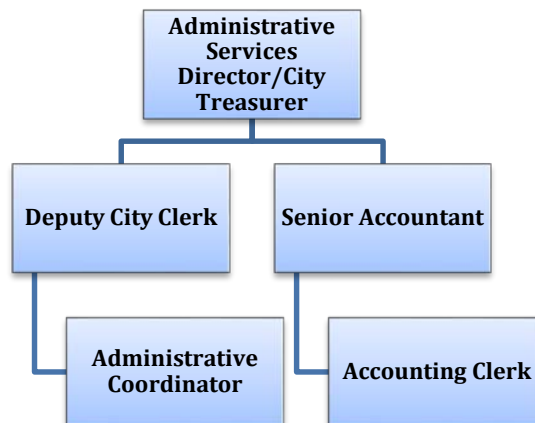 Administrative
Services
Director/City
Treasurer
Deputy City Clerk
Senior Accountant
Administrative
Coordinator
Accounting Clerk